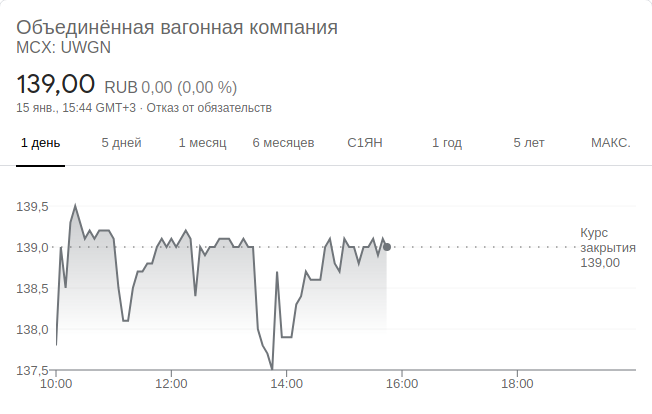 Объединённая вагонная компания
MCX: UWGN
139,00 RUB 0,00 (0,00 %)
15 янв., 15:44 GMT+3 · Отказ от обязательств
1 день 5 дней 1 месяц 6 месяцев С1ЯН 1 год 5 лет МАКС.
139,5
139,0
138,5
138,0
137,5
Курс
закрытия
139,00
10:00 12:00 14:00 16:00 18:00